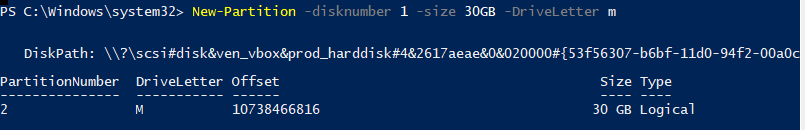 PS C:\Windows\system32> New-Partition -disknumber 1 -size 30GB -DriveLetter m
DiskPath: \\?\scsi#disk&ven_vbox&prod_harddisk#4&2617aeae&0&020000#{53f56307-b6bf-11d0-94f2-00a0c
PartitionNumber DriveLetter Offset Size Type
--------------- ----------- ------ ---- ----
2 M 10738466816 30 GB Logical